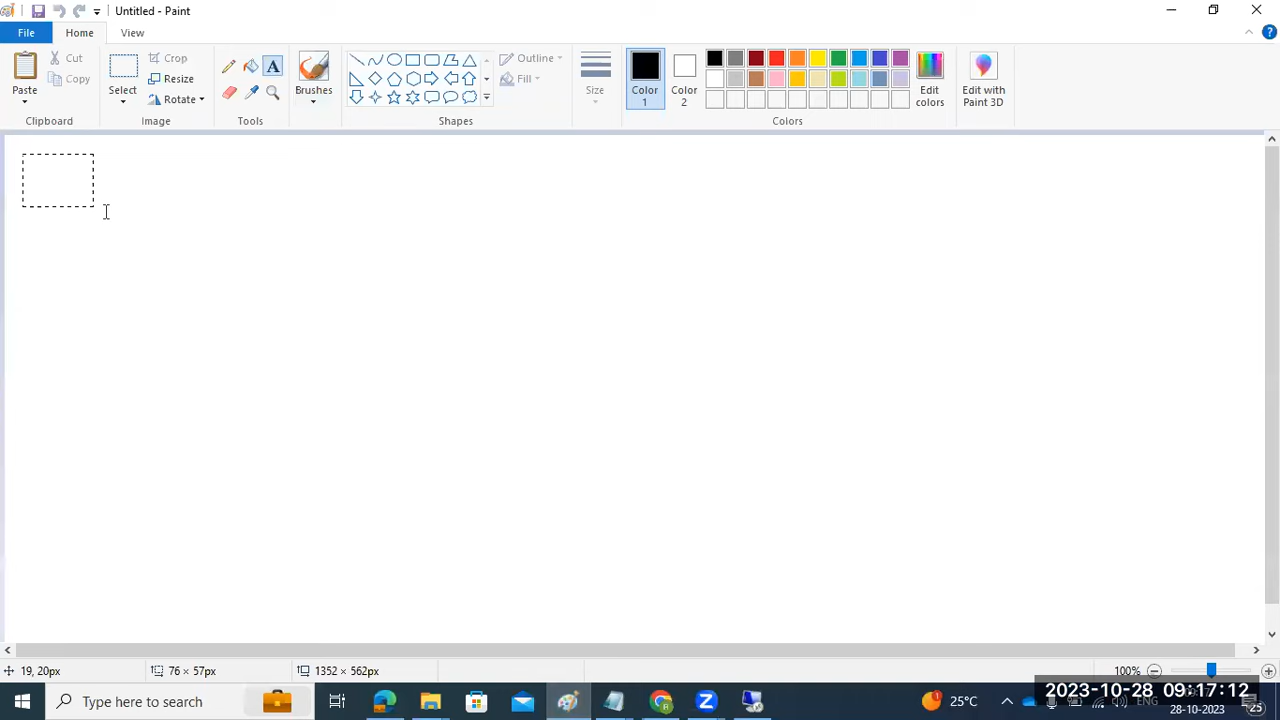 Untitled - Paint
File
Home
View
Paste
Cut
Copy
Clipboard
Select
Crop
Resize
Rotate
Image
A
Tools
Brushes
Shapes
Outline
Fill
Size
Color
1
Color
2
Edit
colors
Colors
Edit with
Paint 3D
19, 20px
76 × 57px
1352 × 562px
100%
Type here to search
25°C
ENG
2023-10-28 09:17:12
28-10-2023
25